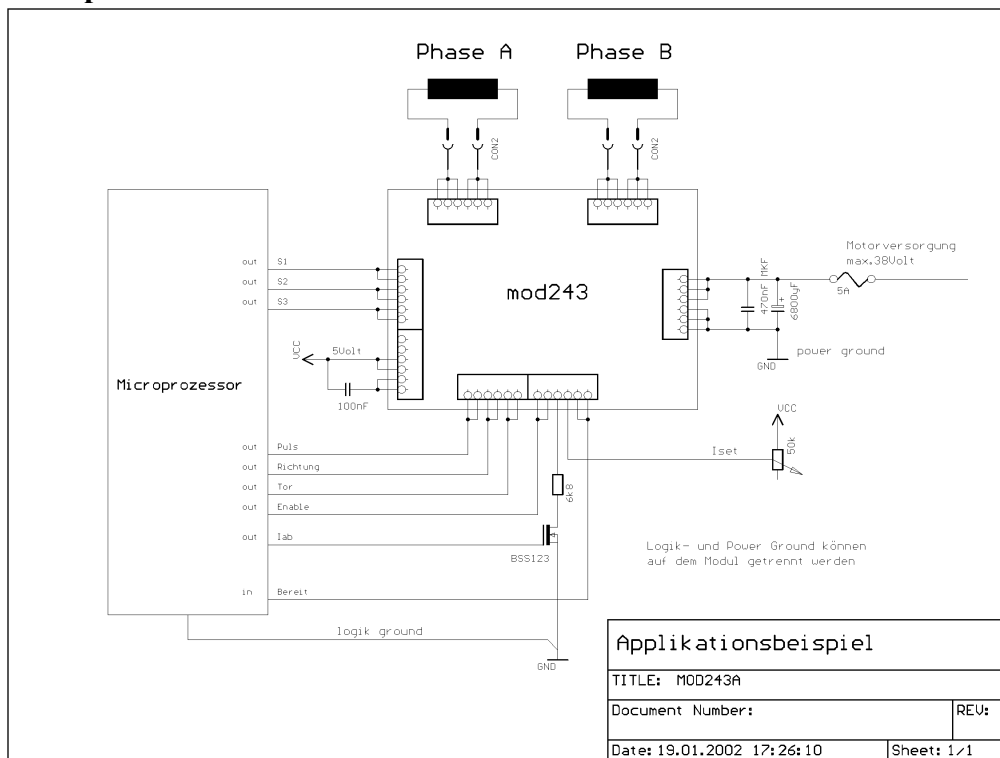 Phase A
Phase B
CON2
CON2
out S1
out S2
out S3
mod243
Motorversorgung
max.38Volt
5A
470nF MKF
6800yF
+
power ground
GND
VCC
5Volt
100nF
Microprozessor
out Puls
out Richtung
out Tor
out Enable
out Iab
in Bereit
6k8
BSS123
Iset
VCC
50k
Logik- und Power Ground können
auf dem Modul getrennt werden
logik ground
GND
Applikationsbeispiel
TITLE: MOD243A
Document Number:
REV:
Date: 19.01.2002 17:26:10
Sheet: 1/1